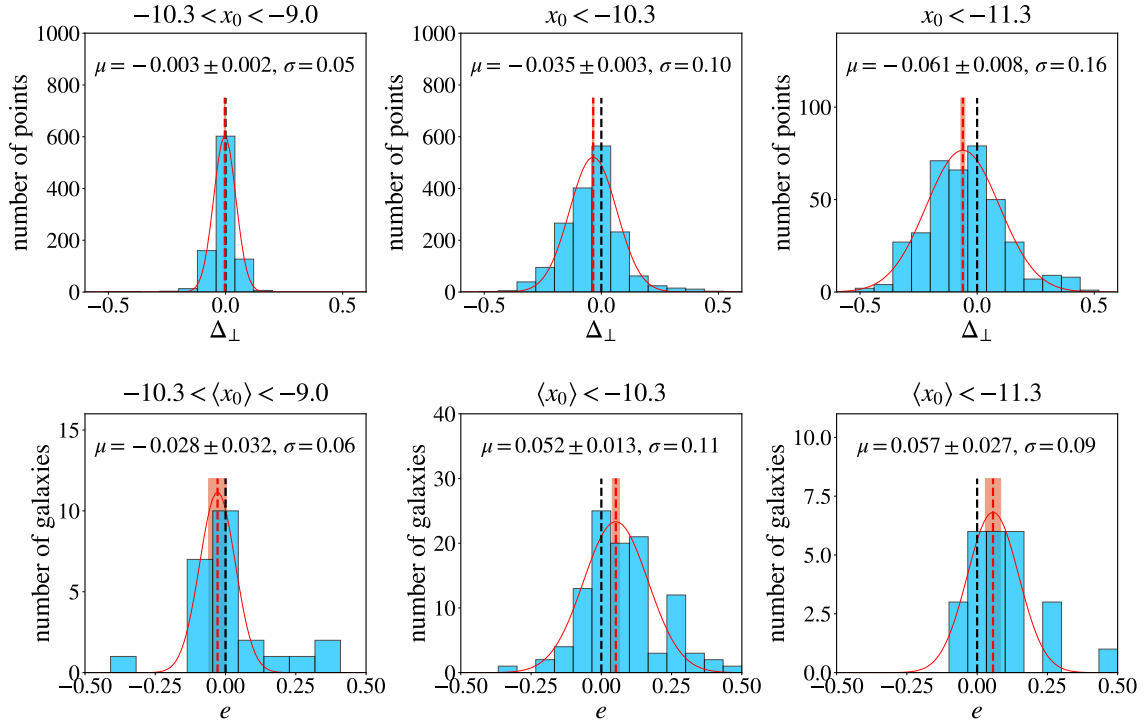 −10.3 < x₀ < −9.0
x₀ < −10.3
x₀ < −11.3
1000
800
600
400
200
0
number of points
μ = −0.003 ± 0.002, σ = 0.05
−0.5
0.0
0.5
Δ⊥
1000
800
600
400
200
0
number of points
μ = −0.035 ± 0.003, σ = 0.10
−0.5
0.0
0.5
Δ⊥
100
50
0
number of points
μ = −0.061 ± 0.008, σ = 0.16
−0.5
0.0
0.5
Δ⊥
−10.3 < ⟨x₀⟩ < −9.0
⟨x₀⟩ < −10.3
⟨x₀⟩ < −11.3
15
10
5
0
number of galaxies
μ = −0.028 ± 0.032, σ = 0.06
−0.50
−0.25
0.00
0.25
0.50
e
40
30
20
10
0
number of galaxies
μ = 0.052 ± 0.013, σ = 0.11
−0.50
−0.25
0.00
0.25
0.50
e
10.0
7.5
5.0
2.5
0.0
number of galaxies
μ = 0.057 ± 0.027, σ = 0.09
−0.50
−0.25
0.00
0.25
0.50
e